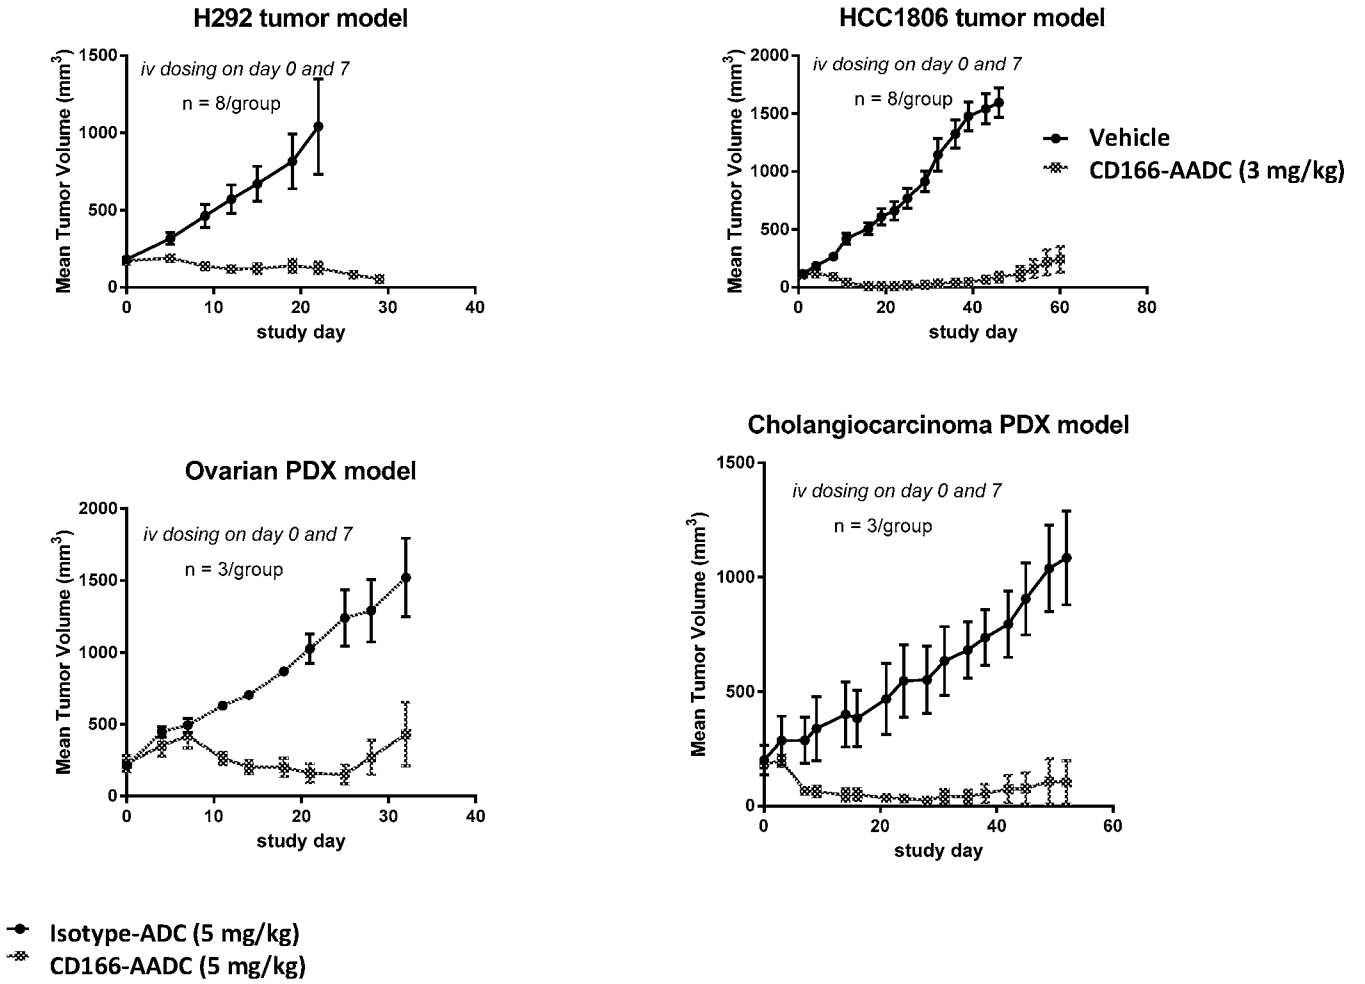 H292 tumor model
1500
1000
500
0
Mean Tumor Volume (mm³)
iv dosing on day 0 and 7
n = 8/group
0 10 20 30 40
study day
HCC1806 tumor model
2000
1500
1000
500
0
Mean Tumor Volume (mm³)
iv dosing on day 0 and 7
n = 8/group
0 20 40 60 80
study day
Vehicle
CD166-AADC (3 mg/kg)
Ovarian PDX model
2000
1500
1000
500
0
Mean Tumor Volume (mm³)
iv dosing on day 0 and 7
n = 3/group
0 10 20 30 40
study day
Cholangiocarcinoma PDX model
1500
1000
500
0
Mean Tumor Volume (mm³)
iv dosing on day 0 and 7
n = 3/group
0 20 40 60
study day
Isotype-ADC (5 mg/kg)
CD166-AADC (5 mg/kg)